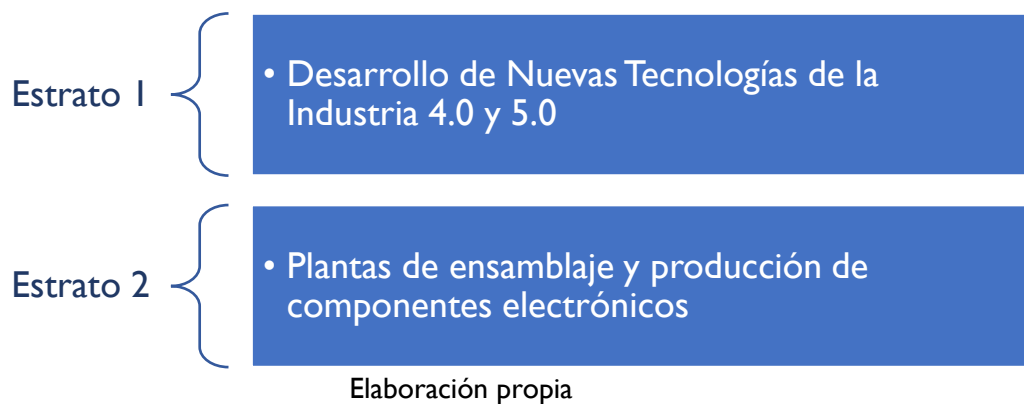 Estrato 1
• Desarrollo de Nuevas Tecnologías de la
Industria 4.0 y 5.0
Estrato 2
• Plantas de ensamblaje y producción de
componentes electrónicos
Elaboración propia